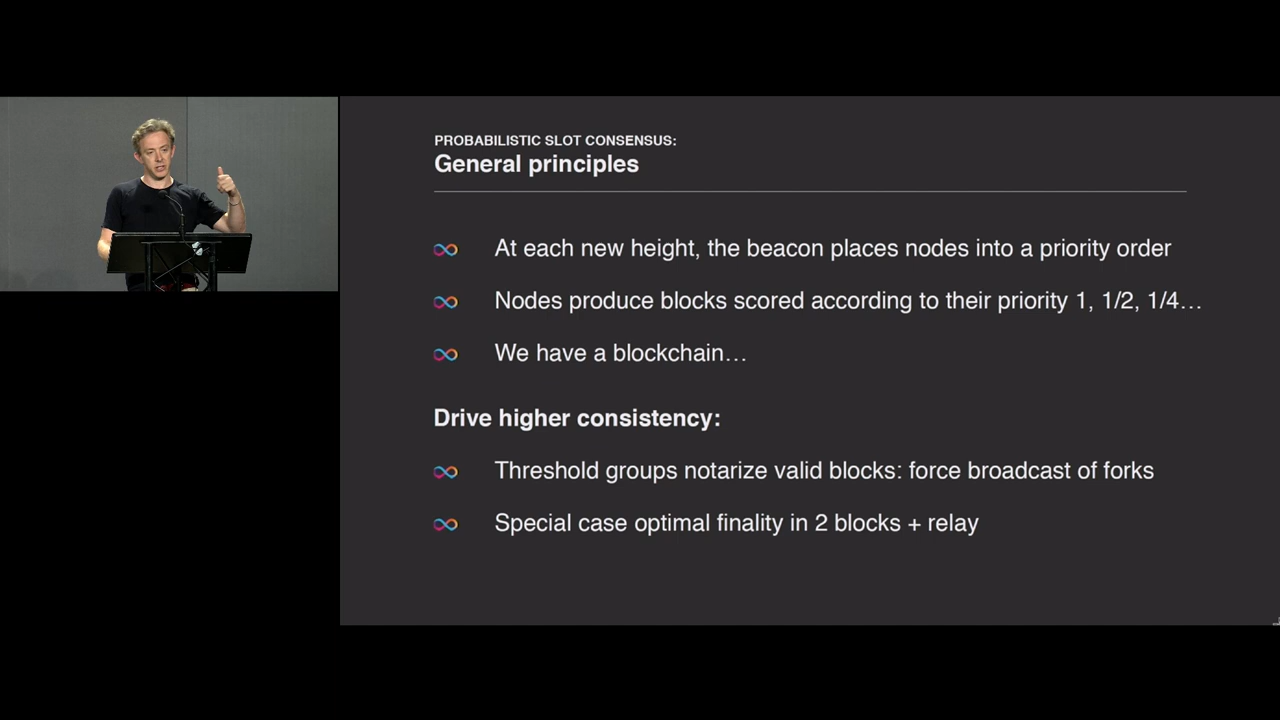 PROBABILISTIC SLOT CONSENSUS:
General principles
At each new height, the beacon places nodes into a priority order
Nodes produce blocks scored according to their priority 1, 1/2, 1/4…
We have a blockchain…
Drive higher consistency:
Threshold groups notarize valid blocks: force broadcast of forks
Special case optimal finality in 2 blocks + relay